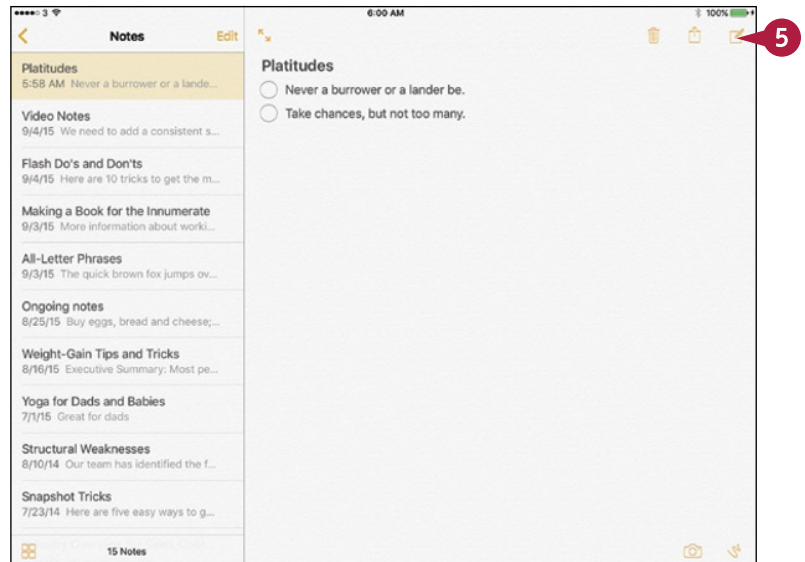 3
6:00 AM
100%
Notes
Edit
5
Platitudes
5:58 AM Never a burrower or a lande...
Video Notes
9/4/15 We need to add a consistent s...
Flash Do's and Don'ts
9/4/15 Here are 10 tricks to get the m...
Making a Book for the Innumerate
9/3/15 More information about worki...
All-Letter Phrases
9/3/15 The quick brown fox jumps ov...
Ongoing notes
8/25/15 Buy eggs, bread and cheese;...
Weight-Gain Tips and Tricks
8/16/15 Executive Summary: Most pe...
Yoga for Dads and Babies
7/1/15 Great for dads
Structural Weaknesses
8/10/14 Our team has identified the f...
Snapshot Tricks
7/23/14 Here are five easy ways to g...
15 Notes
Platitudes
Never a burrower or a lander be.
Take chances, but not too many.